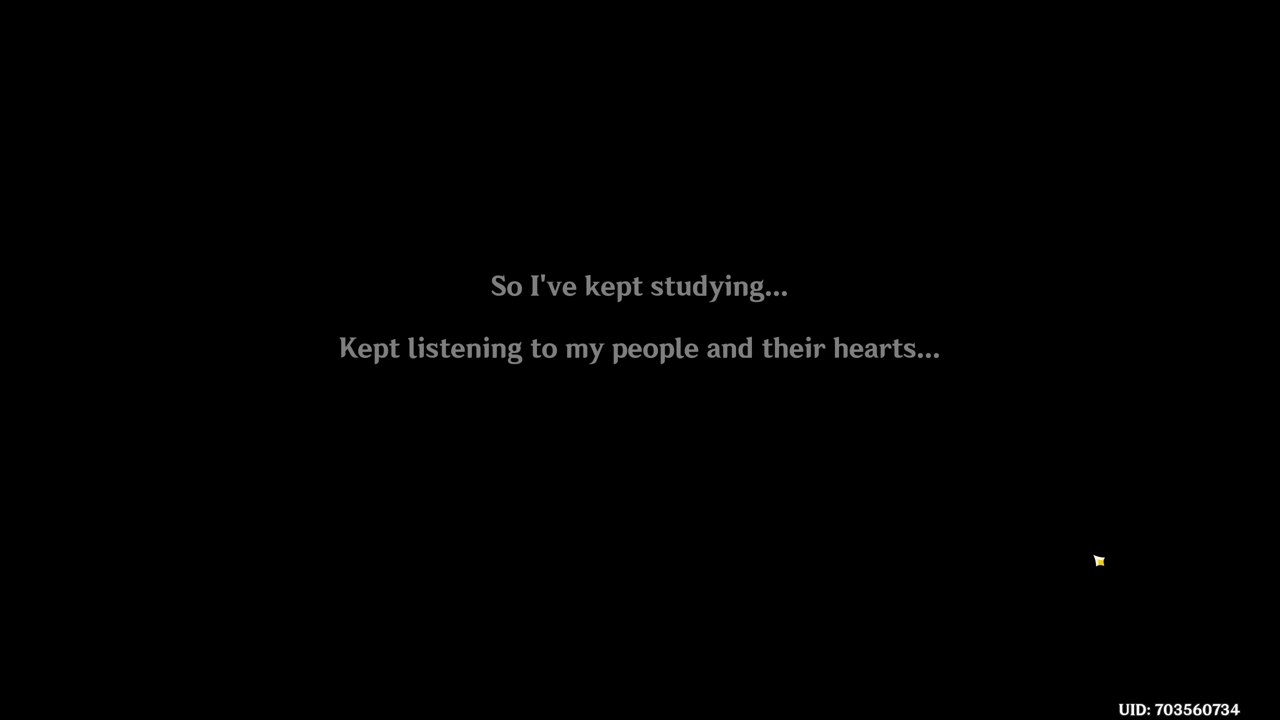 So I've kept studying...
Kept listening to my people and their hearts...
UID: 703560734